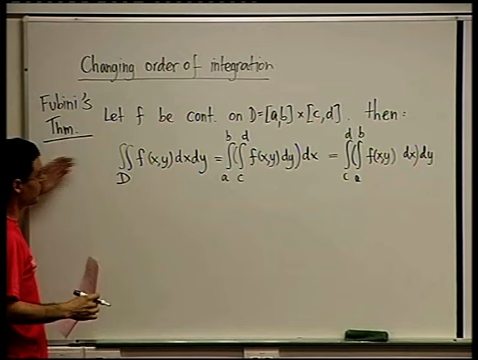 Changing order of integration
Fubini's Thm. Let f be cont. on D=[a,b]×[c,d]. then:
∬_D f(x,y)dxdy = ∫_a^b(∫_c^d f(x,y)dy)dx = ∫_c^d(∫_a^b f(xy) dx)dy